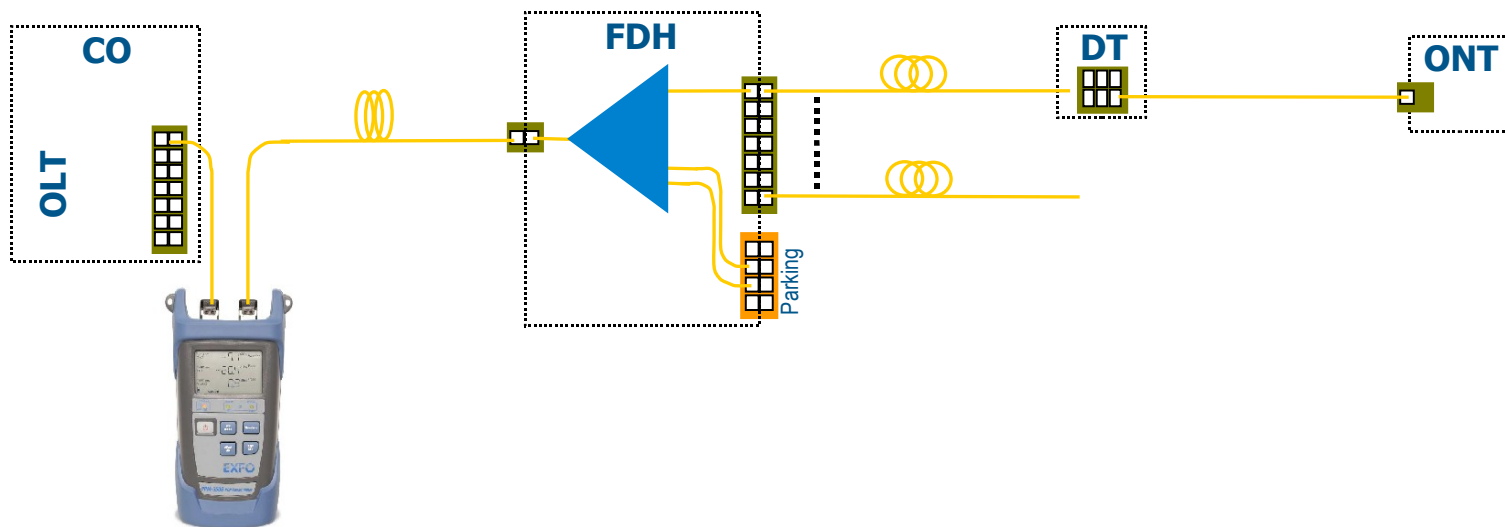 CO
OLT
FDH
Parking
DT
ONT
EXFO